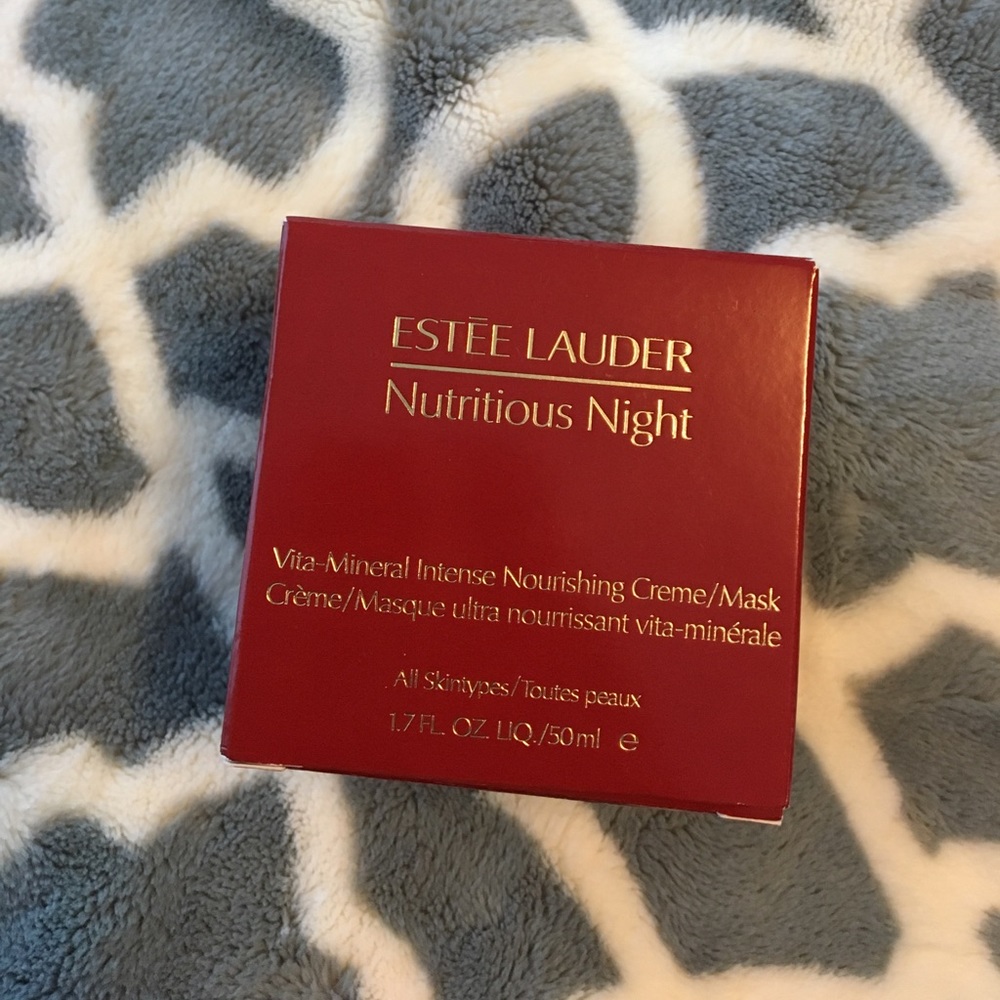 ESTĒE LAUDER
Nutritious Night
Vita-Mineral Intense Nourishing Creme/Mask
Crème/Masque ultra nourrissant vita-minérale
All Skintypes/Toutes peaux
1.7 FL. OZ. LIQ./50 ml ℮